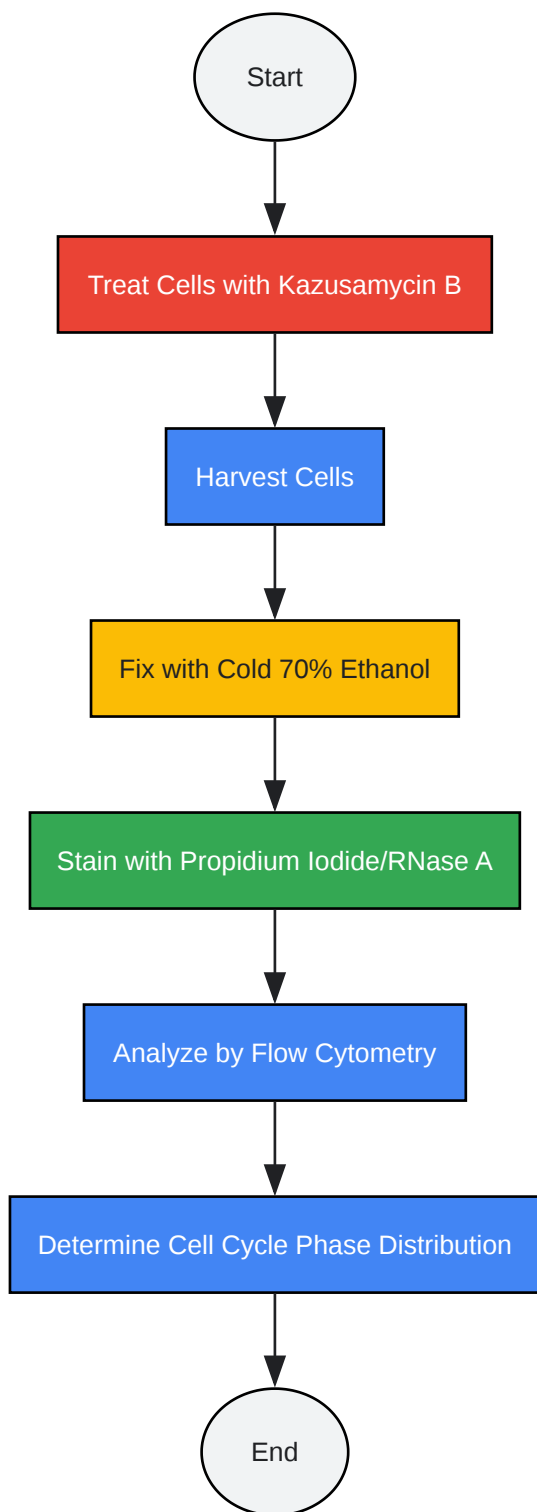 Start
Treat Cells with Kazusamycin B
Harvest Cells
Fix with Cold 70% Ethanol
Stain with Propidium Iodide/RNase A
Analyze by Flow Cytometry
Determine Cell Cycle Phase Distribution
End